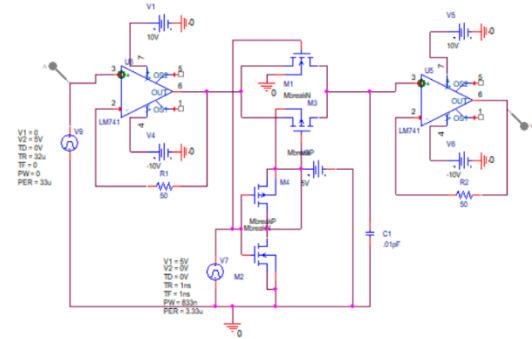 V1
10V
-0
U6
3
7
5
OS2
6
OUT
2
1
OS1
LM741
4
V4
-10V
-0
R1
50
A
V9
V1 = 0
V2 = 5V
TD = 0V
TR = 32u
TF = 0
PW = 0
PER = 33u
M1
MbreakN
0
M3
MbreakP
5V
M4
MbreakP
MbreakN
M2
V7
V1 = 5V
V2 = 0V
TD = 0V
TR = 1ns
TF = 1ns
PW = 833n
PER = 3.33u
0
C1
.01pF
V5
10V
-0
U5
3
7
5
OS2
6
OUT
2
1
OS1
LM741
4
V6
-10V
-0
R2
50